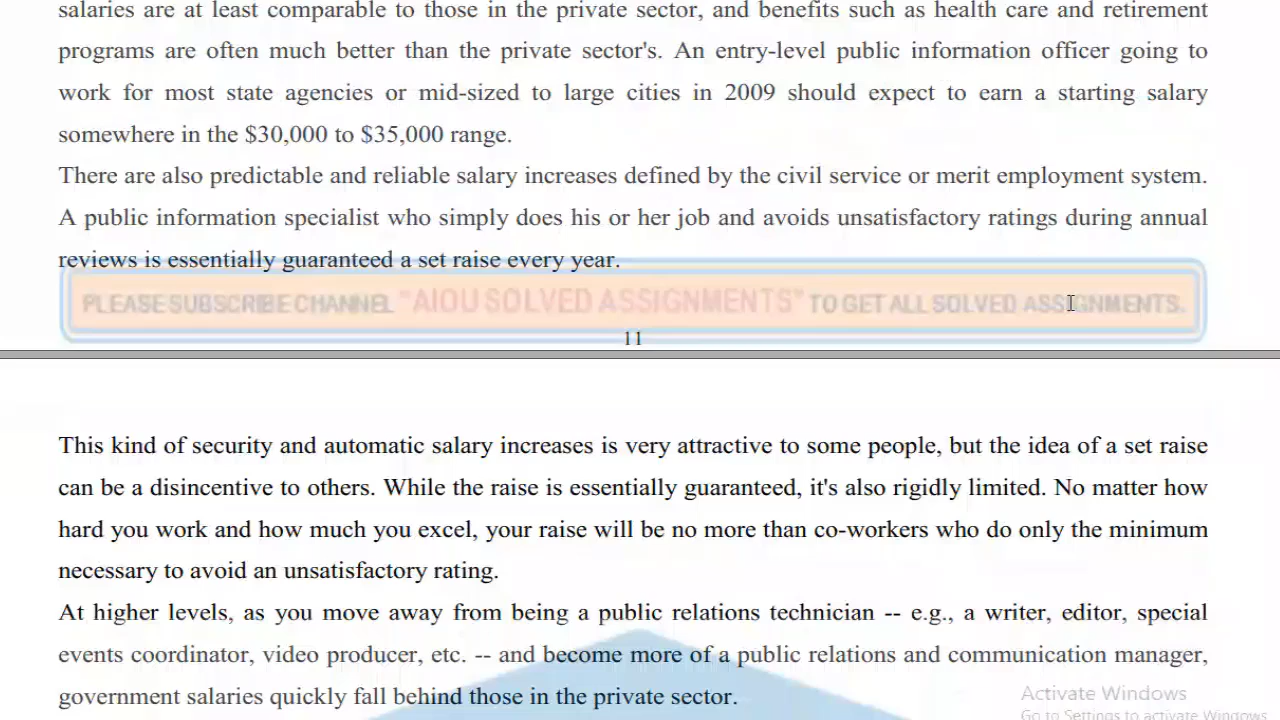 salaries are at least comparable to those in the private sector, and benefits such as health care and retirement
programs are often much better than the private sector's. An entry-level public information officer going to
work for most state agencies or mid-sized to large cities in 2009 should expect to earn a starting salary
somewhere in the $30,000 to $35,000 range.
There are also predictable and reliable salary increases defined by the civil service or merit employment system.
A public information specialist who simply does his or her job and avoids unsatisfactory ratings during annual
reviews is essentially guaranteed a set raise every year.
PLEASE SUBSCRIBE CHANNEL "AIOU SOLVED ASSIGNMENTS" TO GET ALL SOLVED ASSIGNMENTS.
11
This kind of security and automatic salary increases is very attractive to some people, but the idea of a set raise
can be a disincentive to others. While the raise is essentially guaranteed, it's also rigidly limited. No matter how
hard you work and how much you excel, your raise will be no more than co-workers who do only the minimum
necessary to avoid an unsatisfactory rating.
At higher levels, as you move away from being a public relations technician -- e.g., a writer, editor, special
events coordinator, video producer, etc. -- and become more of a public relations and communication manager,
government salaries quickly fall behind those in the private sector.
Activate Windows
Go to Settings to activate Windows